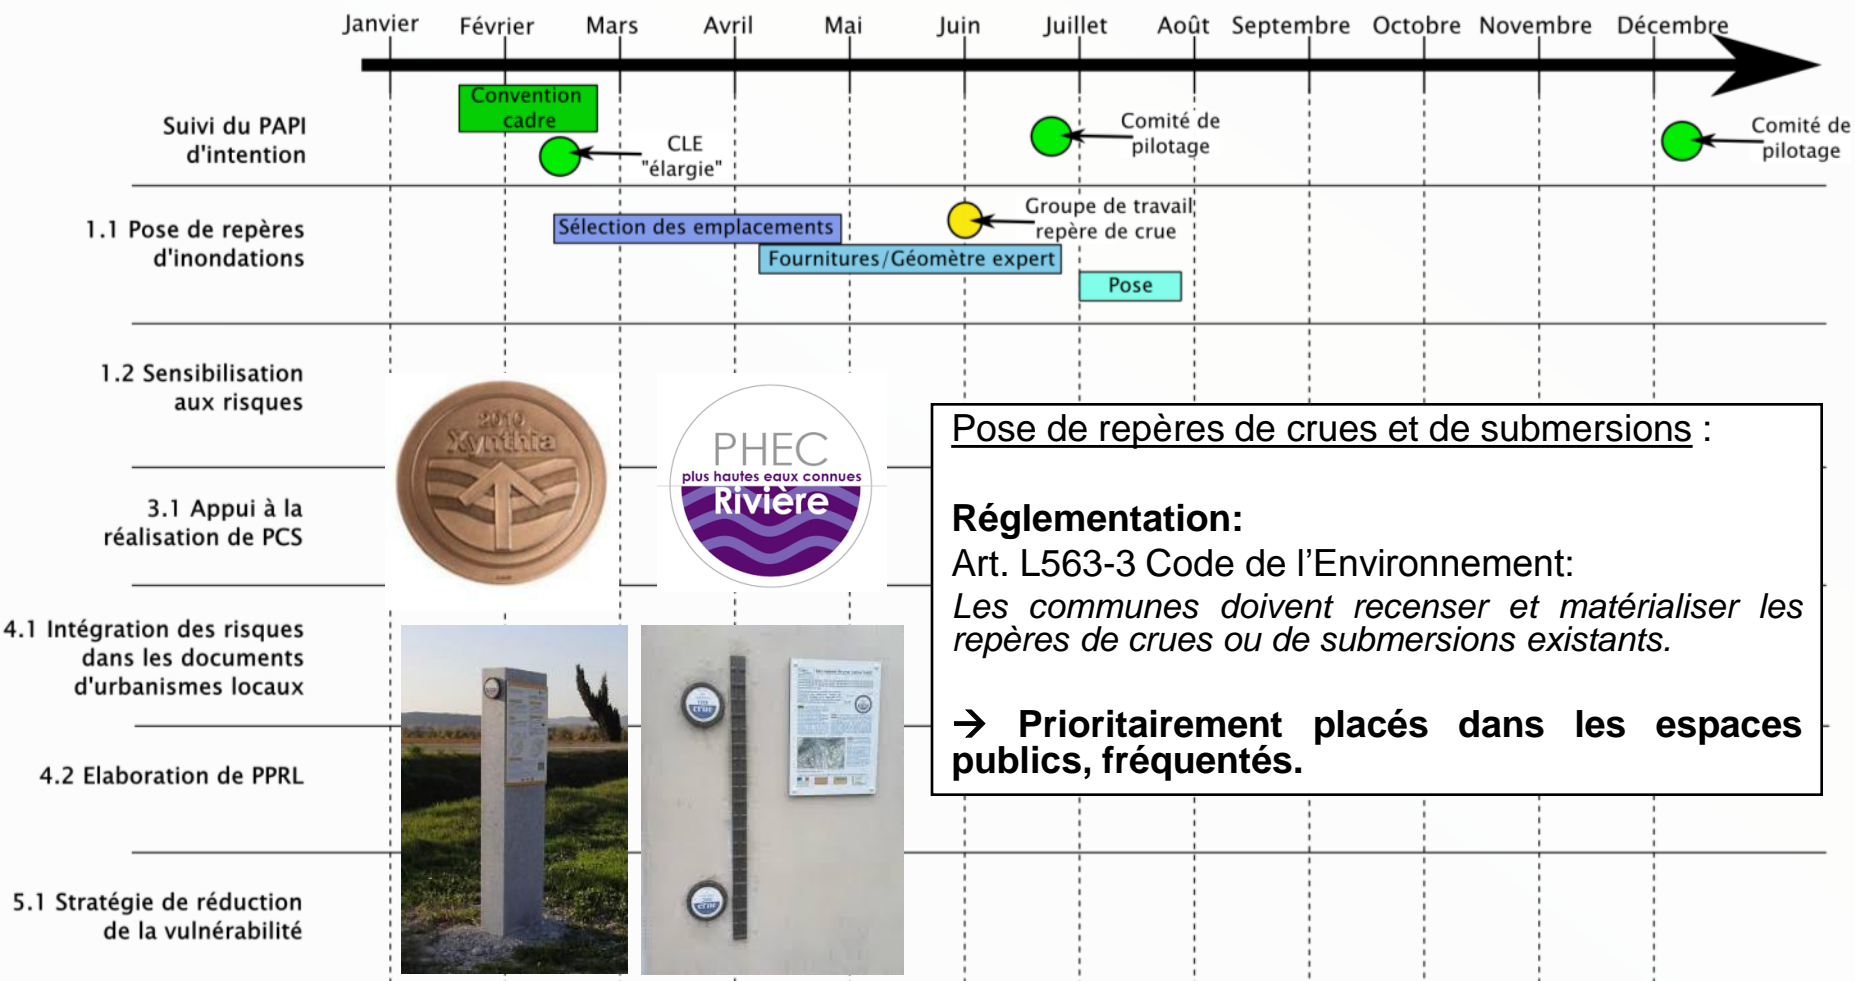 Janvier Février Mars Avril Mai Juin Juillet Août Septembre Octobre Novembre Décembre
Suivi du PAPI
d'intention
Convention
cadre
CLE
"élargie"
Comité de
pilotage
Comité de
pilotage
1.1 Pose de repères
d'inondations
Sélection des emplacements
Groupe de travail
repère de crue
Fournitures/Géomètre expert
Pose
1.2 Sensibilisation
aux risques
2010
Xynthia
PHEC
plus hautes eaux connues
Rivière
3.1 Appui à la
réalisation de PCS
4.1 Intégration des risques
dans les documents
d'urbanismes locaux
4.2 Elaboration de PPRL
5.1 Stratégie de réduction
de la vulnérabilité
Pose de repères de crues et de submersions :
Réglementation:
Art. L563-3 Code de l'Environnement:
Les communes doivent recenser et matérialiser les
repères de crues ou de submersions existants.
→ Prioritairement placés dans les espaces
publics, fréquentés.